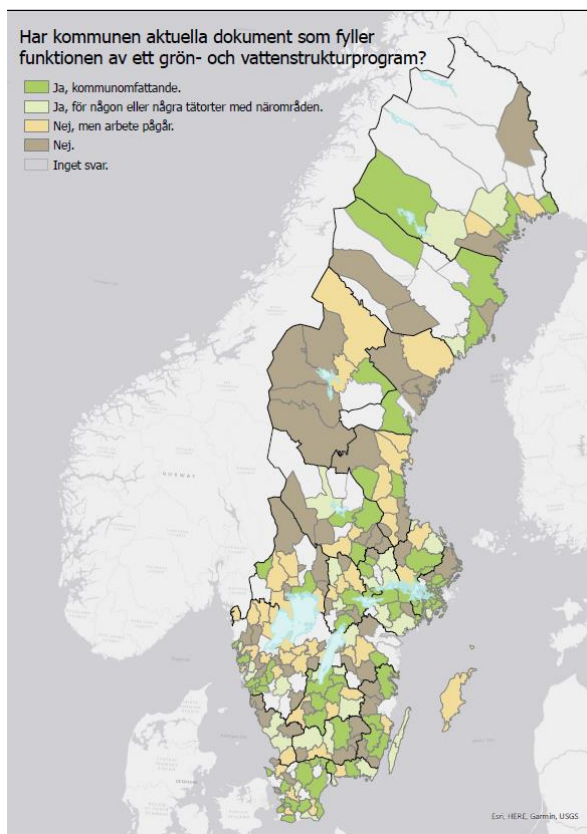 Har kommunen aktuella dokument som fyller
funktionen av ett grön- och vattenstrukturprogram?
Ja, kommunomfattande.
Ja, för någon eller några tätorter med närområden.
Nej, men arbete pågår.
Nej.
Inget svar.
NORWAY
Esri, HERE, Garmin, USGS